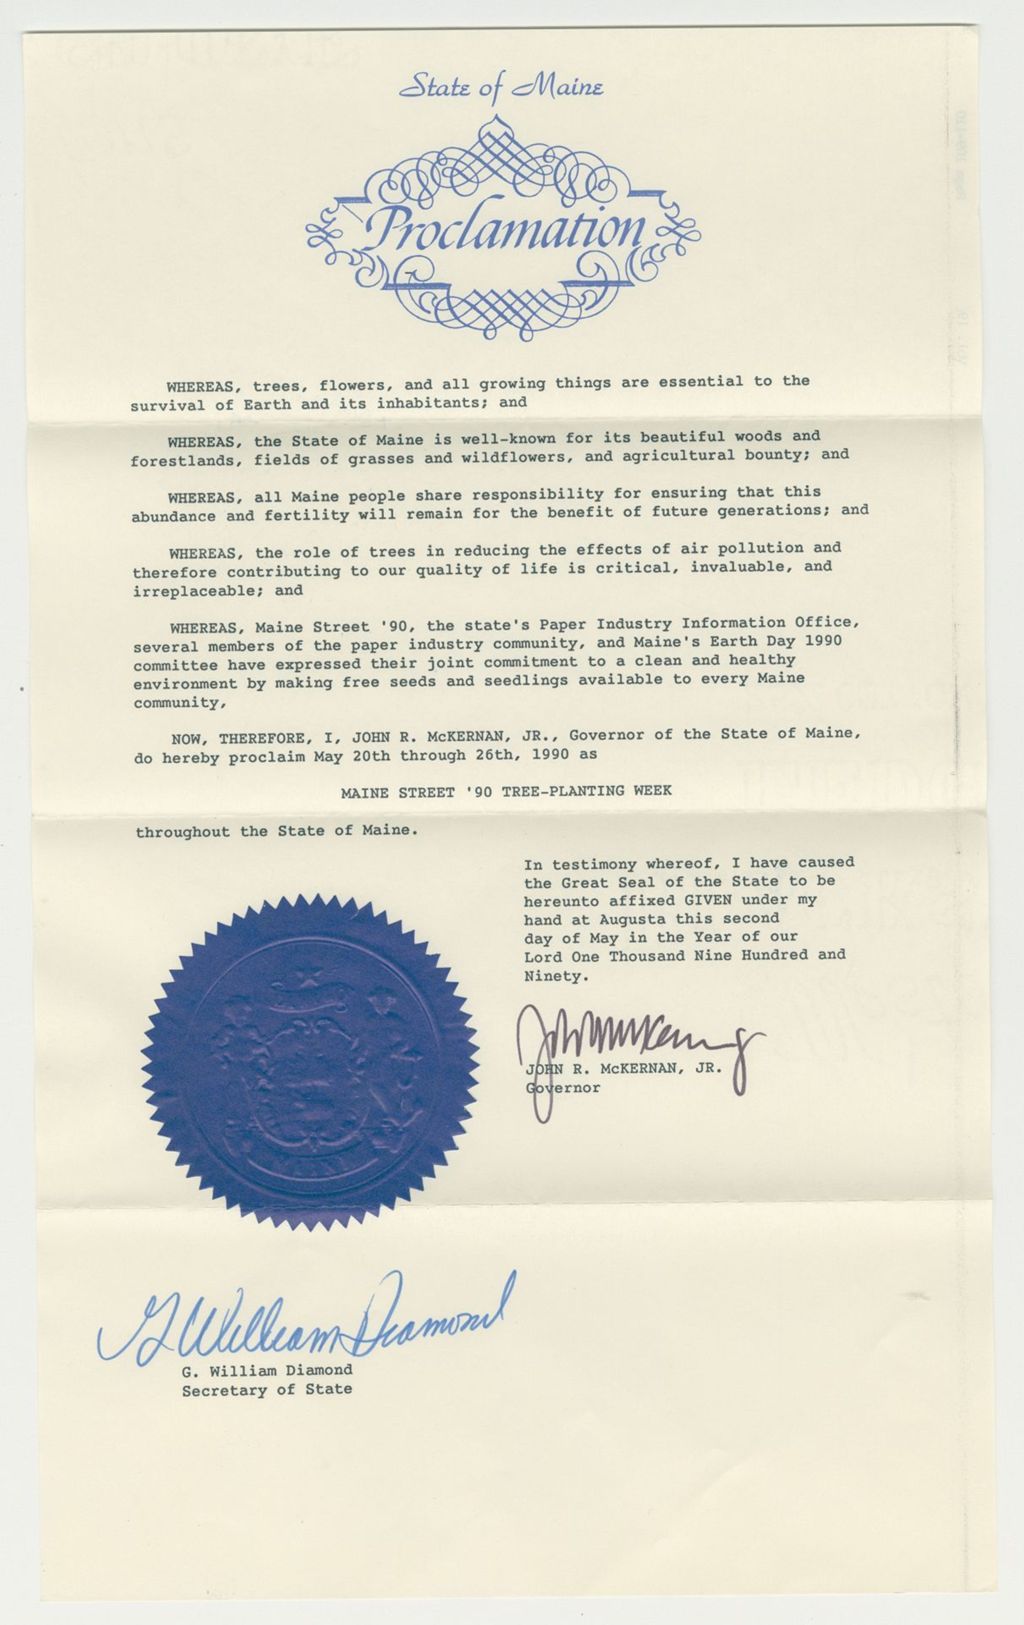 State of Maine
Proclamation
WHEREAS, trees, flowers, and all growing things are essential to the
survival of Earth and its inhabitants; and
WHEREAS, the State of Maine is well-known for its beautiful woods and
forestlands, fields of grasses and wildflowers, and agricultural bounty; and
WHEREAS, all Maine people share responsibility for ensuring that this
abundance and fertility will remain for the benefit of future generations; and
WHEREAS, the role of trees in reducing the effects of air pollution and
therefore contributing to our quality of life is critical, invaluable, and
irreplaceable; and
WHEREAS, Maine Street '90, the state's Paper Industry Information Office,
several members of the paper industry community, and Maine's Earth Day 1990
committee have expressed their joint commitment to a clean and healthy
environment by making free seeds and seedlings available to every Maine
community,
NOW, THEREFORE, I, JOHN R. McKERNAN, JR., Governor of the State of Maine,
do hereby proclaim May 20th through 26th, 1990 as
MAINE STREET '90 TREE-PLANTING WEEK
throughout the State of Maine.
In testimony whereof, I have caused
the Great Seal of the State to be
hereunto affixed GIVEN under my
hand at Augusta this second
day of May in the Year of our
Lord One Thousand Nine Hundred and
Ninety.
JOHN R. McKERNAN, JR.
Governor
MAINE
G William Diamond
G. William Diamond
Secretary of State